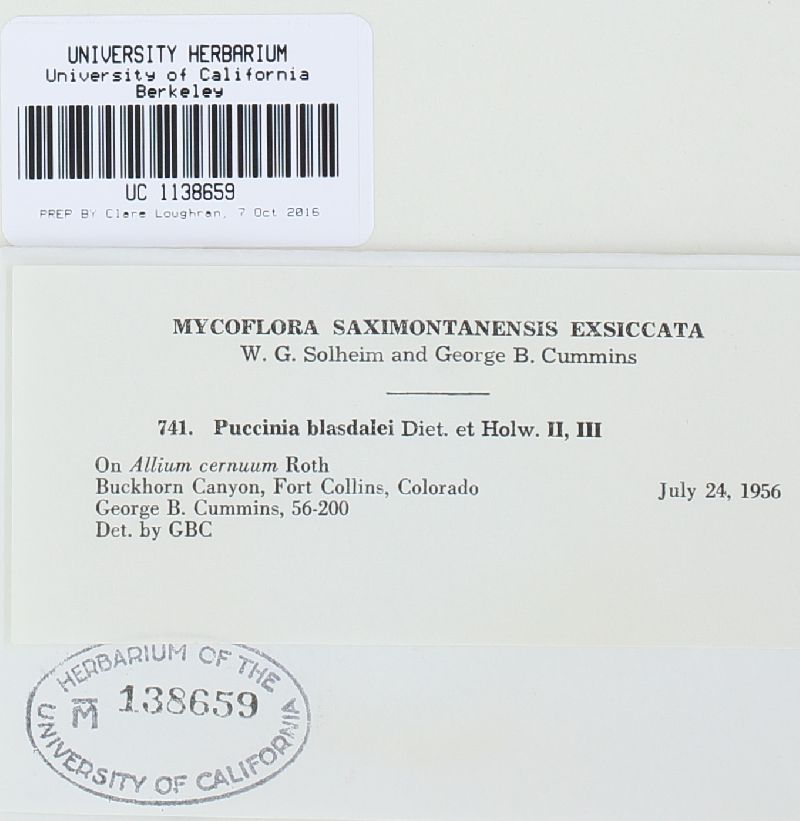 UNIVERSITY HERBARIUM
University of California
Berkeley
UC 1138659
PREP BY Clare Loughran, 7 Oct 2016
MYCOFLORA SAXIMONTANENSIS EXSICCATA
W. G. Solheim and George B. Cummins
741. Puccinia blasdalei Diet. et Holw. II, III
On Allium cernuum Roth
Buckhorn Canyon, Fort Collins, Colorado July 24, 1956
George B. Cummins, 56-200
Det. by GBC
HERBARIUM OF THE
M̅ 138659
UNIVERSITY OF CALIFORNIA